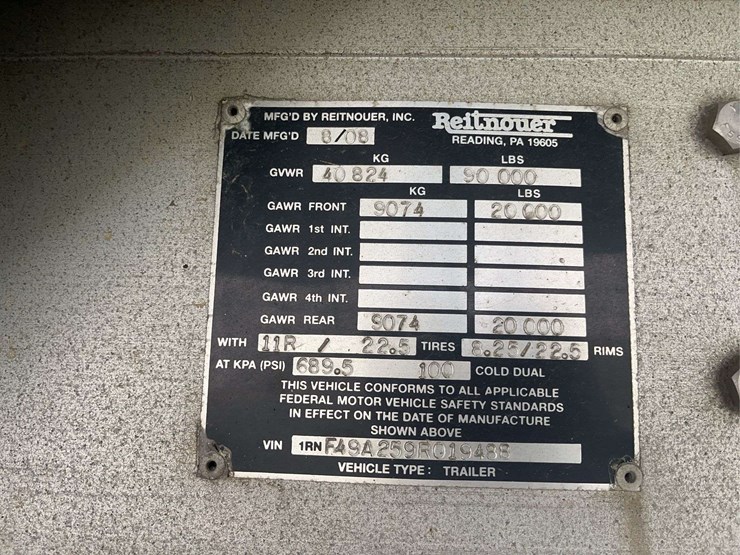 MFG'D BY REITNOUER, INC. Reitnouer
DATE MFG'D 8/08 READING, PA 19605
KG LBS
GVWR 40 824 90 000
KG LBS
GAWR FRONT 9074 20 000
GAWR 1st INT.
GAWR 2nd INT.
GAWR 3rd INT.
GAWR 4th INT.
GAWR REAR 9074 20 000
WITH 11R / 22.5 TIRES 8.25/22.5 RIMS
AT KPA (PSI) 689.5 100 COLD DUAL
THIS VEHICLE CONFORMS TO ALL APPLICABLE
FEDERAL MOTOR VEHICLE SAFETY STANDARDS
IN EFFECT ON THE DATE OF MANUFACTURE
SHOWN ABOVE
VIN 1RNF49A259R019488
VEHICLE TYPE: TRAILER